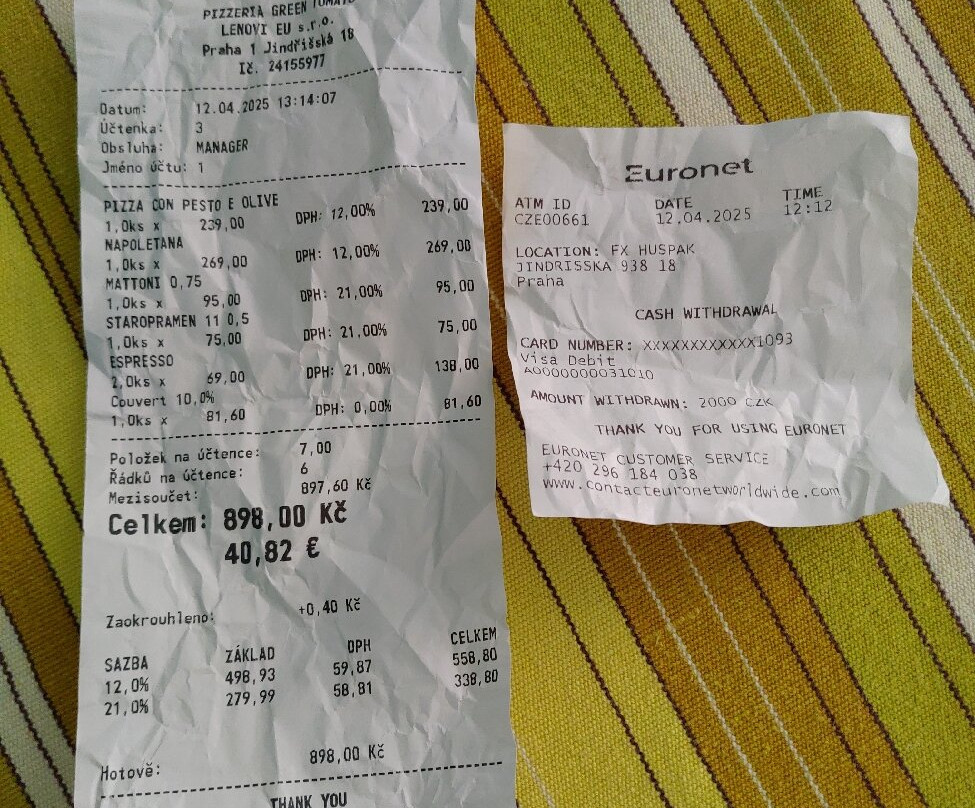 PIZZERIA GREEN TOMATO
LENOVI EU s.r.o.
Praha 1 Jindřišská 18
IČ. 24155977
Datum: 12.04.2025 13:14:07
Účtenka: 3
Obsluha: MANAGER
Jméno účtu: 1
PIZZA CON PESTO E OLIVE
1,0ks x 239,00 DPH: 12,00% 239,00
NAPOLETANA
1,0ks x 269,00 DPH: 12,00% 269,00
MATTONI 0,75
1,0ks x 95,00 DPH: 21,00% 95,00
STAROPRAMEN 11 0,5
1,0ks x 75,00 DPH: 21,00% 75,00
ESPRESSO
2,0ks x 69,00 DPH: 21,00% 138,00
Couvert 10,0%
1,0ks x 81,60 DPH: 0,00% 81,60
Položek na účtence: 7,00
Řádků na účtence: 6
Mezisoučet: 897,60 Kč
Celkem: 898,00 Kč
40,82 €
Zaokrouhleno: +0,40 Kč
SAZBA ZÁKLAD DPH CELKEM
12,0% 498,93 59,87 558,80
21,0% 279,99 58,81 338,80
Hotově: 898,00 Kč
THANK YOU
Euronet
ATM ID DATE TIME
CZE00661 12.04.2025 12:12
LOCATION: FX HUSPAK
JINDRISSKA 938 18
Praha
CASH WITHDRAWAL
CARD NUMBER: XXXXXXXXXXXX1093
Visa Debit
A0000000031010
AMOUNT WITHDRAWN: 2000 CZK
THANK YOU FOR USING EURONET
EURONET CUSTOMER SERVICE
+420 296 184 038
www.contacteuronetworldwide.com